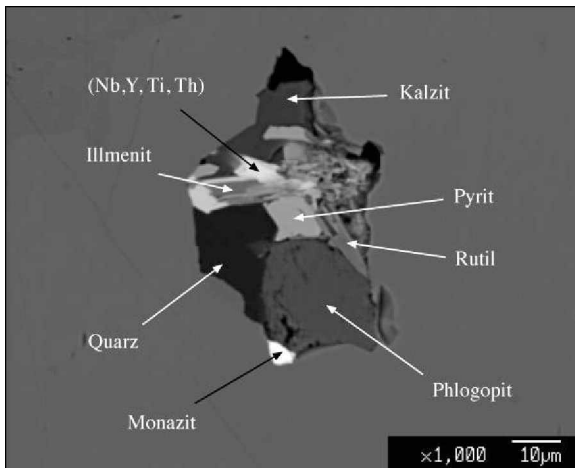 (Nb,Y,Ti,Th)
Kalzit
Illmenit
Pyrit
Rutil
Quarz
Phlogopit
Monazit
×1,000 10µm